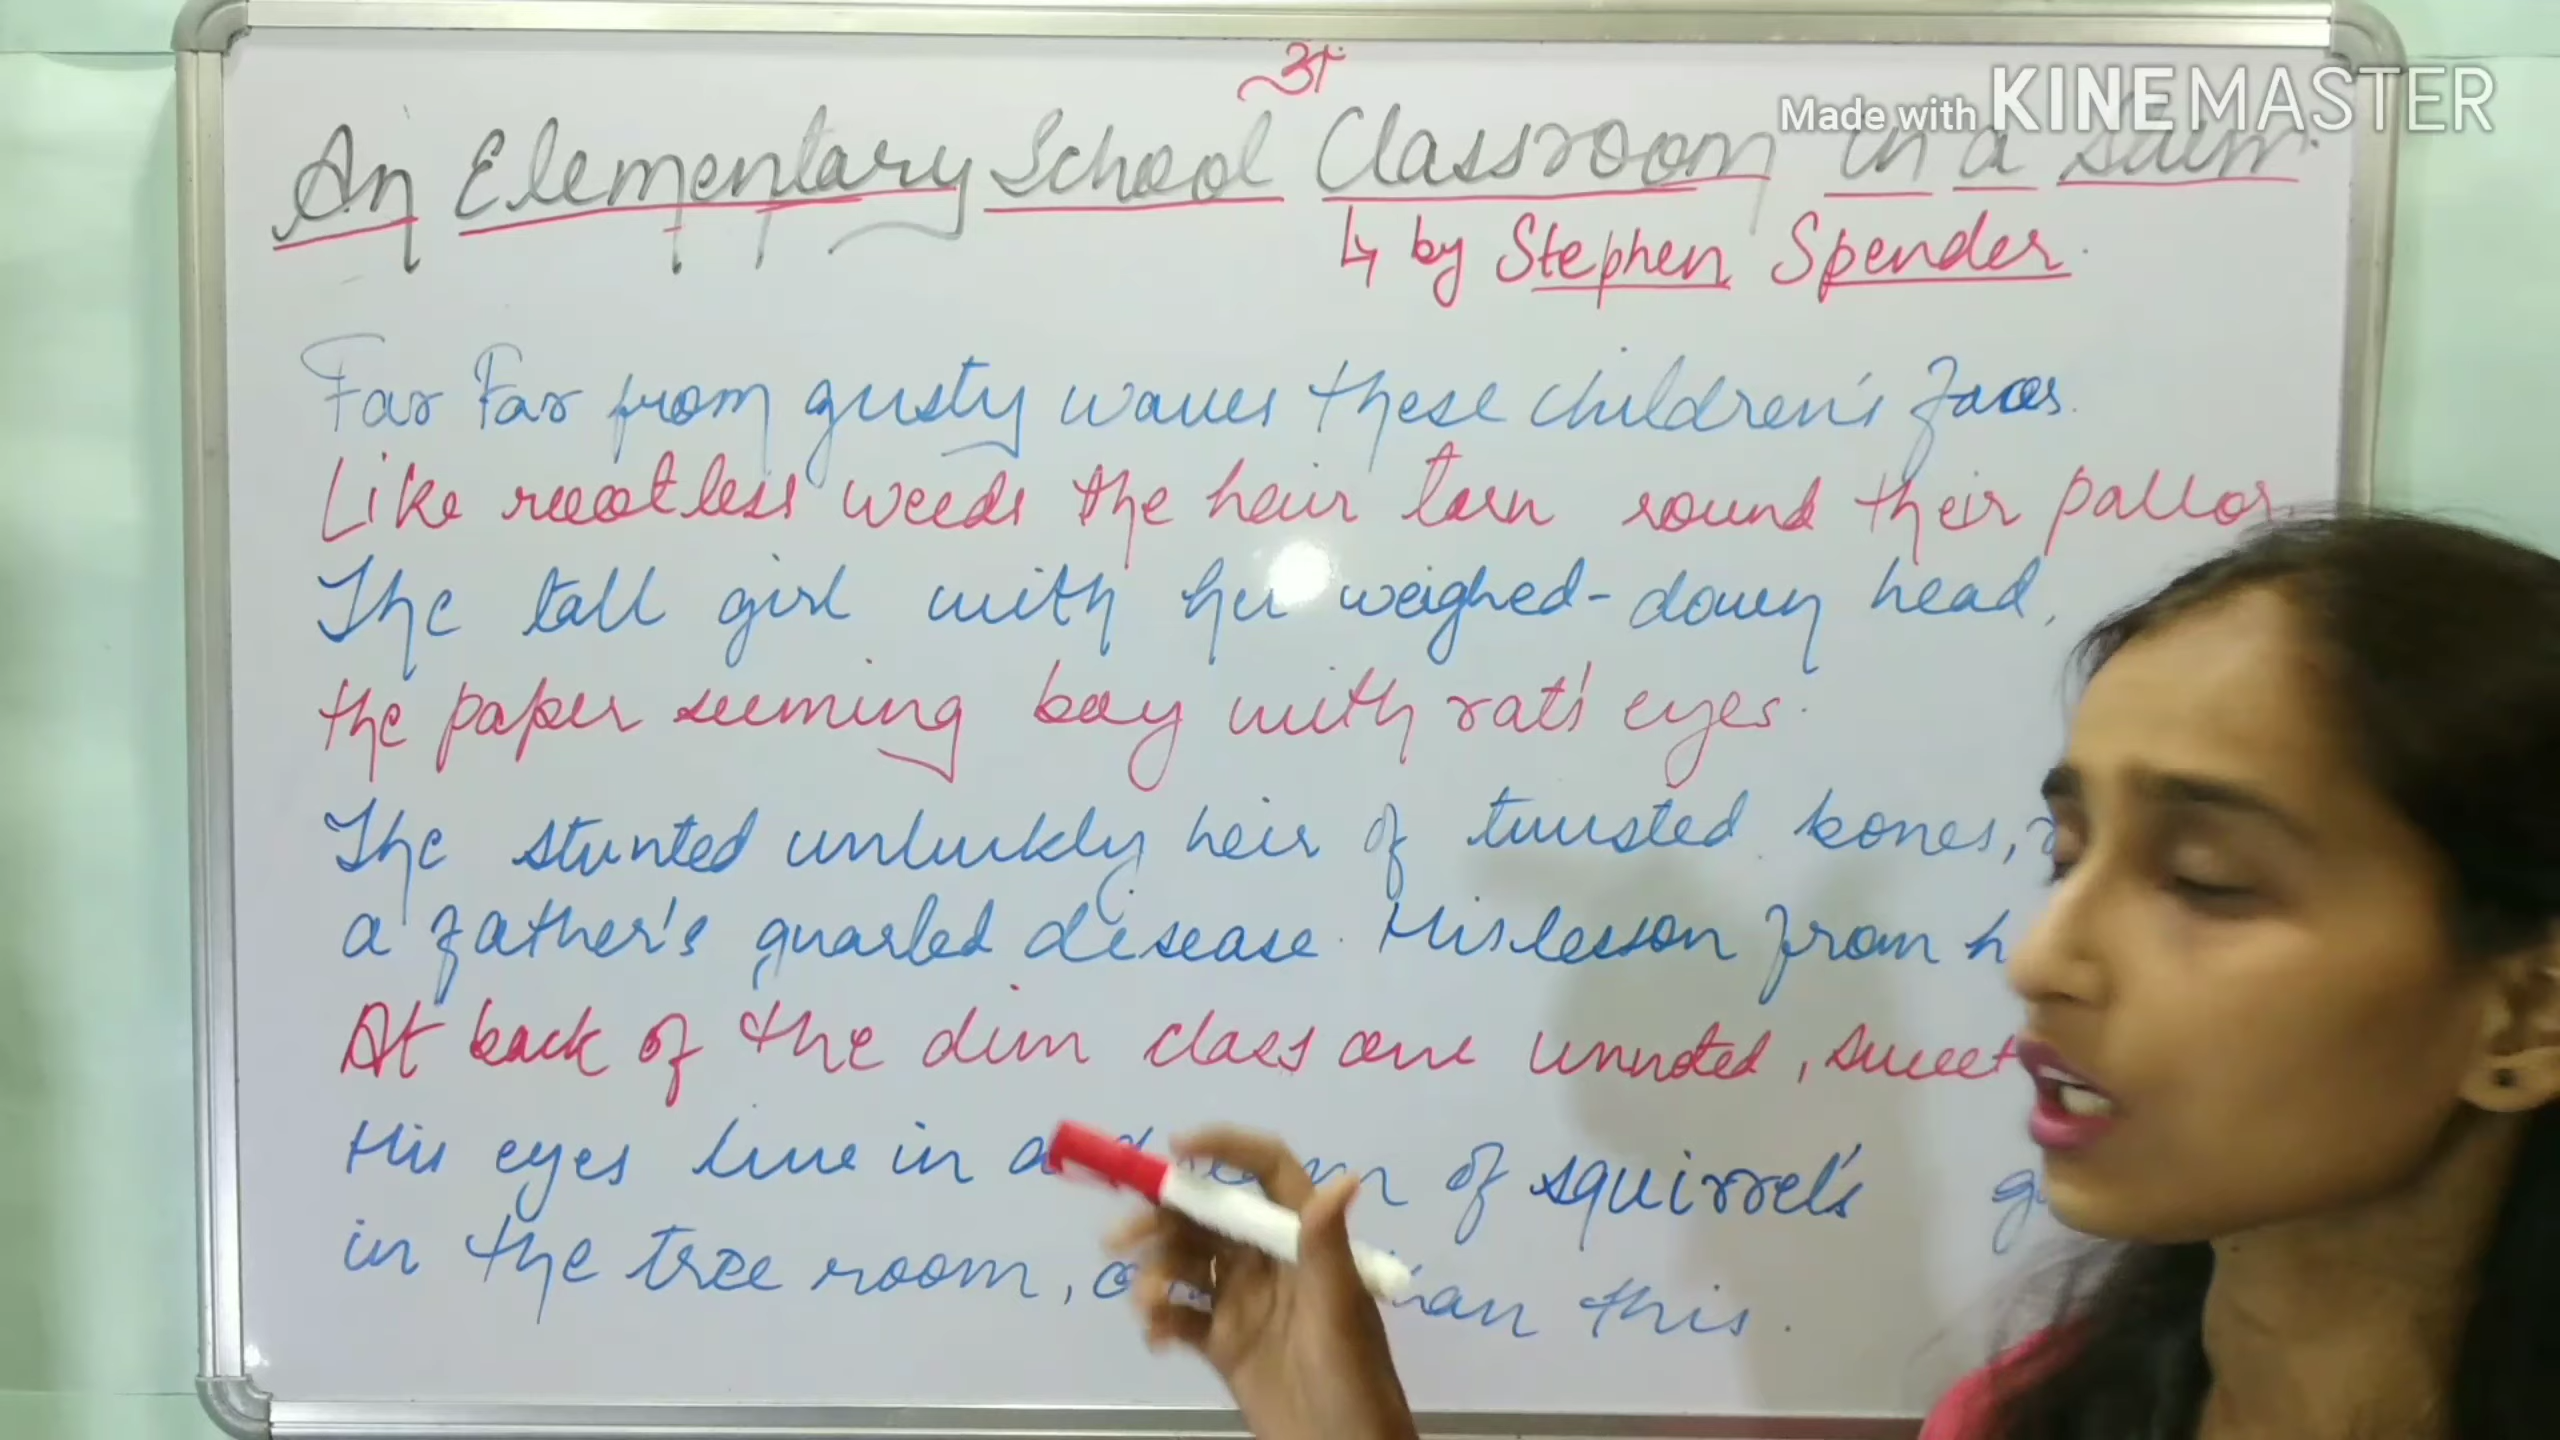 Made with KINEMASTER
An Elementary School Classroom in a Slum.
↳ by Stephen Spender.
Far Far from gusty waves these children's faces.
Like rootless weeds the hair torn round their pallor.
The tall girl with her weighed-down head,
the paper seeming boy with rat's eyes.
The stunted unluckly heir of twisted bones,
a father's gnarled disease. His lesson from
At back of the dim class one unnoted, sweet
His eyes live in a of squirrel's
in the tree room, this.